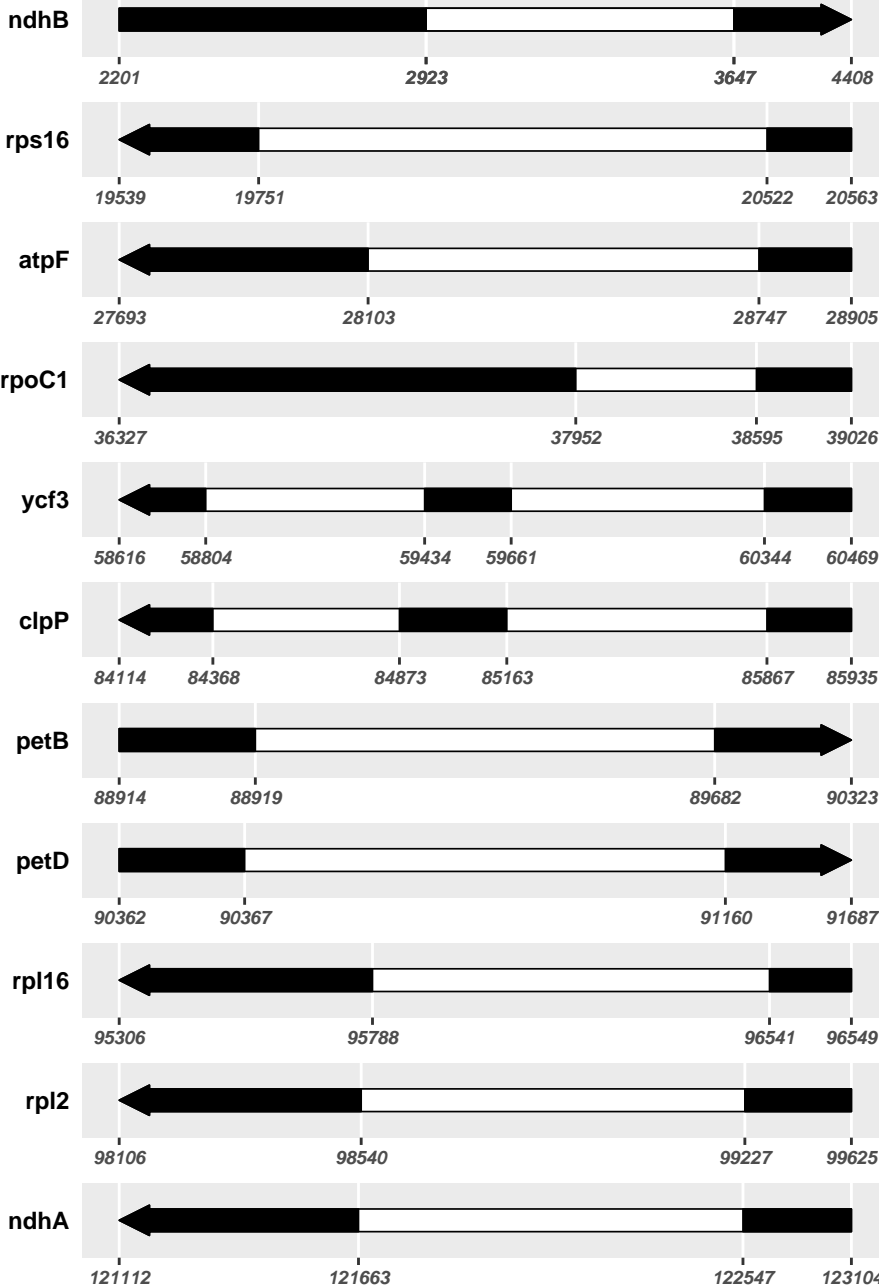 ndhB
2201 2923 3647 4408
rps16
19539 19751 20522 20563
atpF
27693 28103 28747 28905
rpoC1
36327 37952 38595 39026
ycf3
58616 58804 59434 59661 60344 60469
clpP
84114 84368 84873 85163 85867 85935
petB
88914 88919 89682 90323
petD
90362 90367 91160 91687
rpl16
95306 95788 96541 96549
rpl2
98106 98540 99227 99625
ndhA
121112 121663 122547 123104